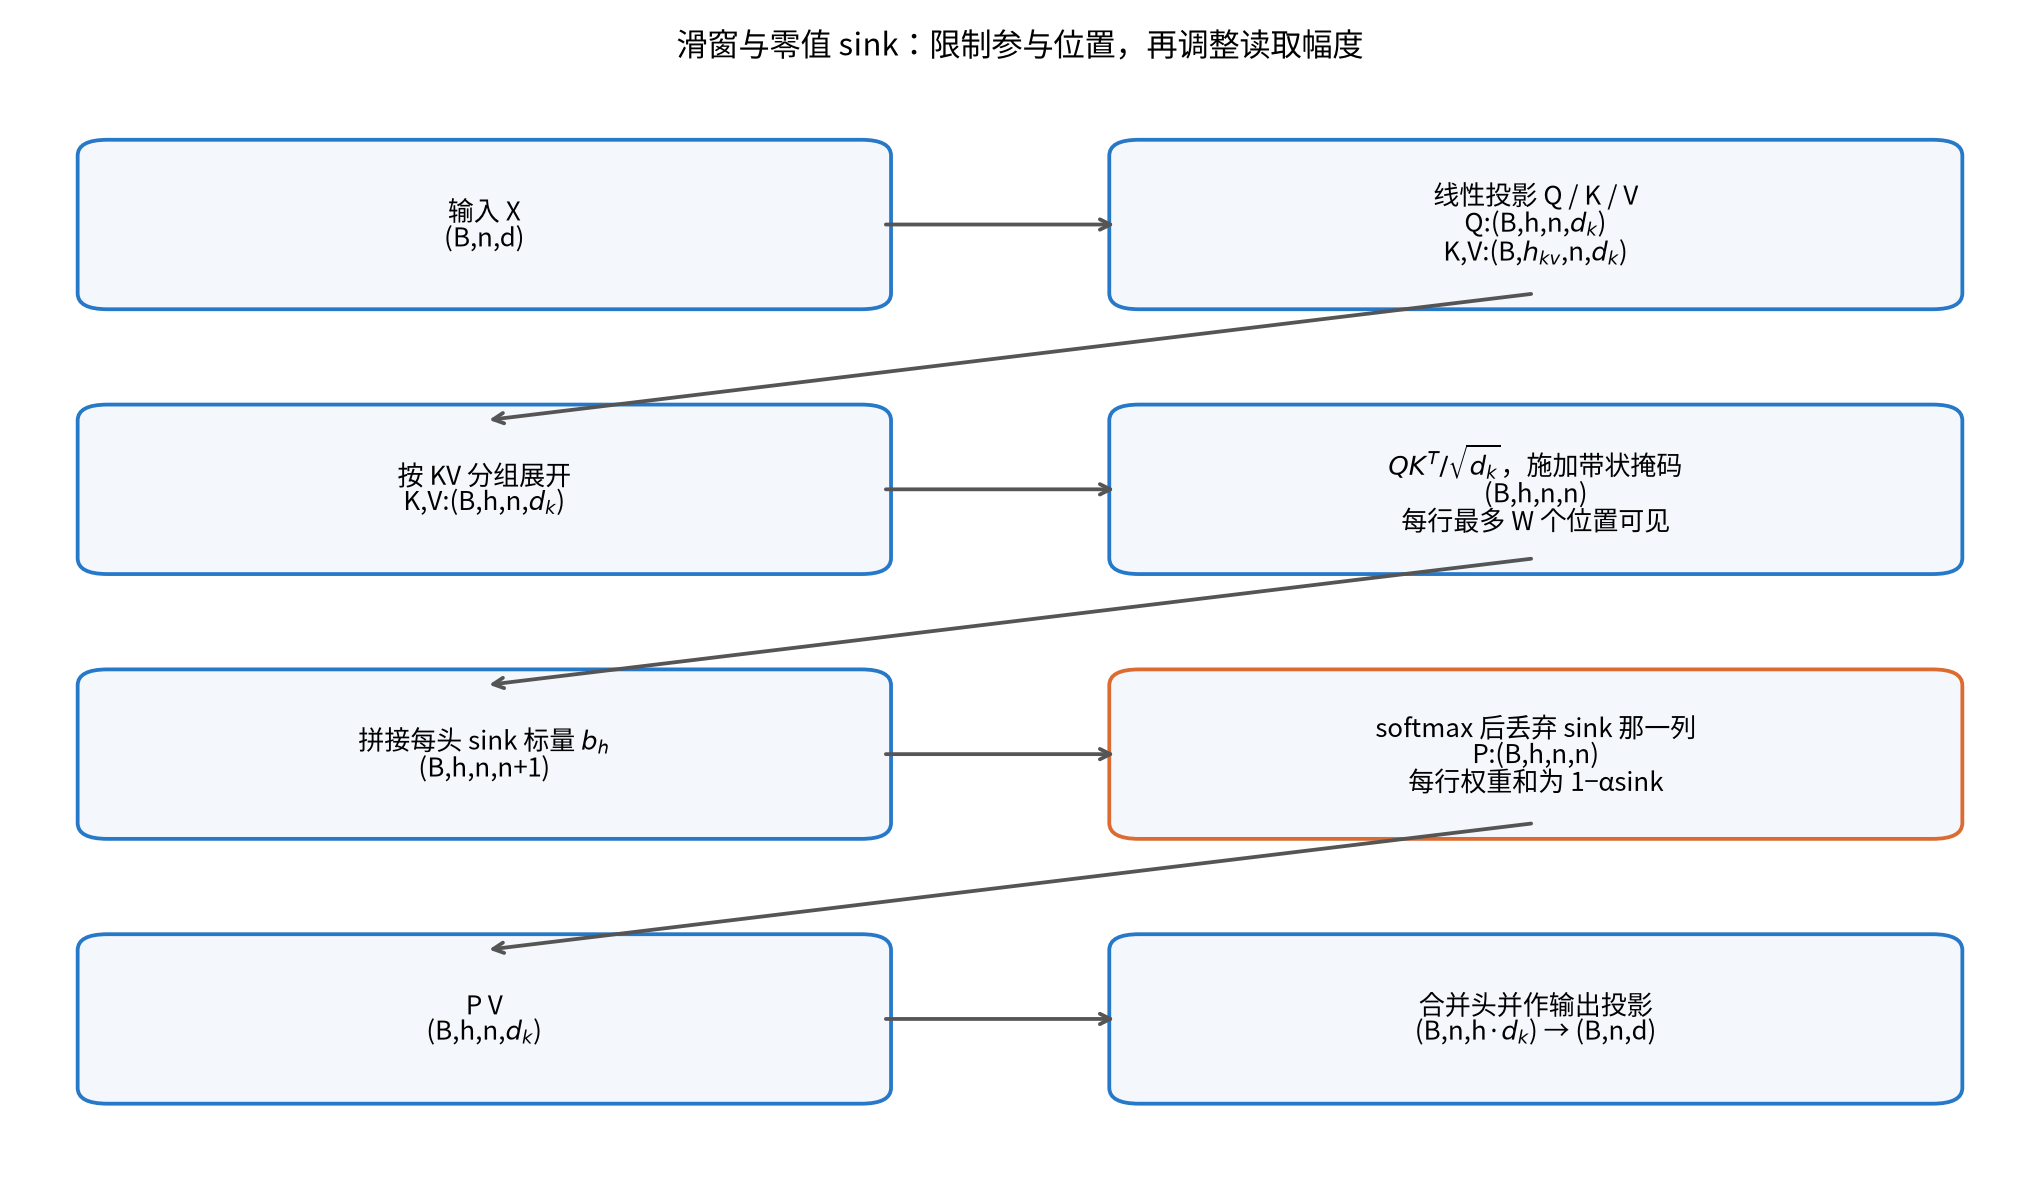 滑窗与零值 sink：限制参与位置，再调整读取幅度
输入 X
(B,n,d)
线性投影 Q / K / V
Q:(B,h,n,$d_k$)
K,V:(B,$h_{kv}$,n,$d_k$)
按 KV 分组展开
K,V:(B,h,n,$d_k$)
$QK^T/\sqrt{d_k}$，施加带状掩码
(B,h,n,n)
每行最多 W 个位置可见
拼接每头 sink 标量 $b_h$
(B,h,n,n+1)
softmax 后丢弃 sink 那一列
P:(B,h,n,n)
每行权重和为 1−αsink
P V
(B,h,n,$d_k$)
合并头并作输出投影
(B,n,h·$d_k$) → (B,n,d)